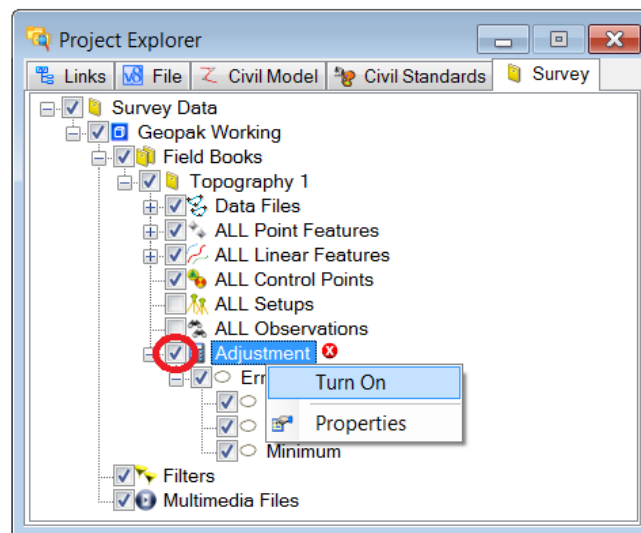 Project Explorer
Links File Civil Model Civil Standards Survey
Survey Data
Geopak Working
Field Books
Topography 1
Data Files
ALL Point Features
ALL Linear Features
ALL Control Points
ALL Setups
ALL Observations
Adjustment
Turn On
Properties
Minimum
Filters
Multimedia Files